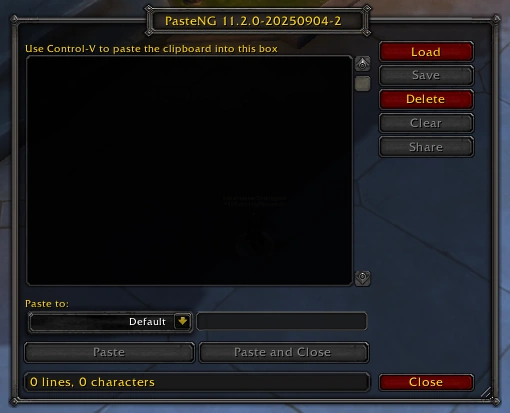 PasteNG 11.2.0-20250904-2
Use Control-V to paste the clipboard into this box
Load
Save
Delete
Clear
Share
Paste to:
Default
Paste
Paste and Close
0 lines, 0 characters
Close